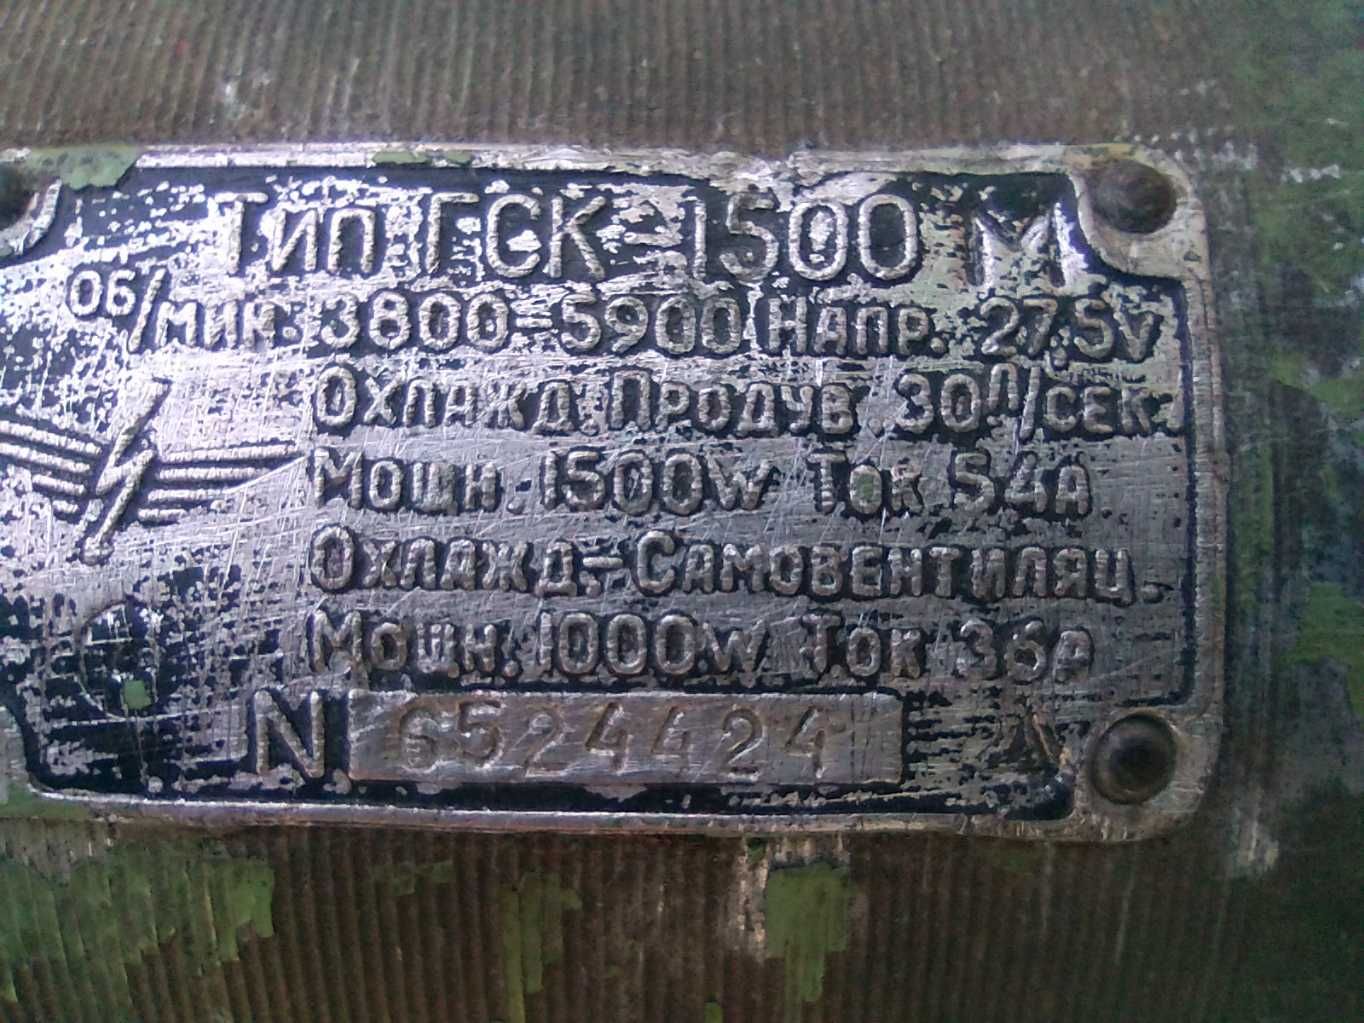 Тип ГСК-1500 М
ОБ/мин. 3800-5900 Напр. 27,5v
Охлажд. Продув. 30 л/сек.
Мощн. 1500w Ток 54А
Охлажд.-Самовентиляц.
Мощн. 1000w Ток 36А
N 6524424